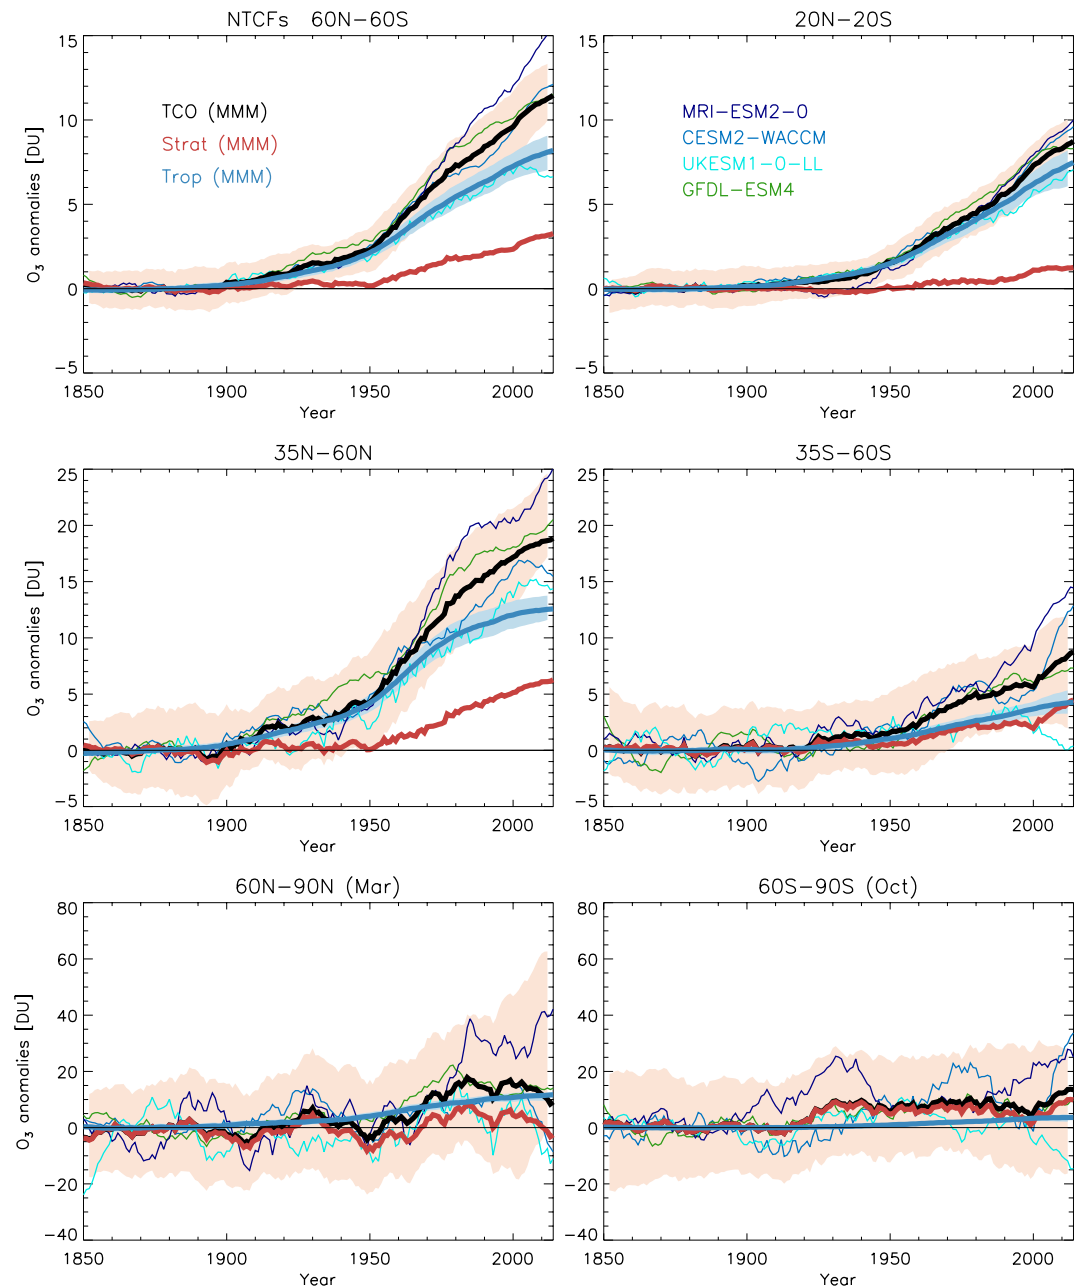 NTCFs 60N-60S
20N-20S
15
10
5
0
-5
O3 anomalies [DU]
TCO (MMM)
Strat (MMM)
Trop (MMM)
1850
1900
1950
2000
Year
15
10
5
0
-5
MRI-ESM2-0
CESM2-WACCM
UKESM1-0-LL
GFDL-ESM4
1850
1900
1950
2000
Year
35N-60N
35S-60S
25
20
15
10
5
0
-5
O3 anomalies [DU]
1850
1900
1950
2000
Year
25
20
15
10
5
0
-5
1850
1900
1950
2000
Year
60N-90N (Mar)
60S-90S (Oct)
80
60
40
20
0
-20
-40
O3 anomalies [DU]
1850
1900
1950
2000
Year
80
60
40
20
0
-20
-40
1850
1900
1950
2000
Year